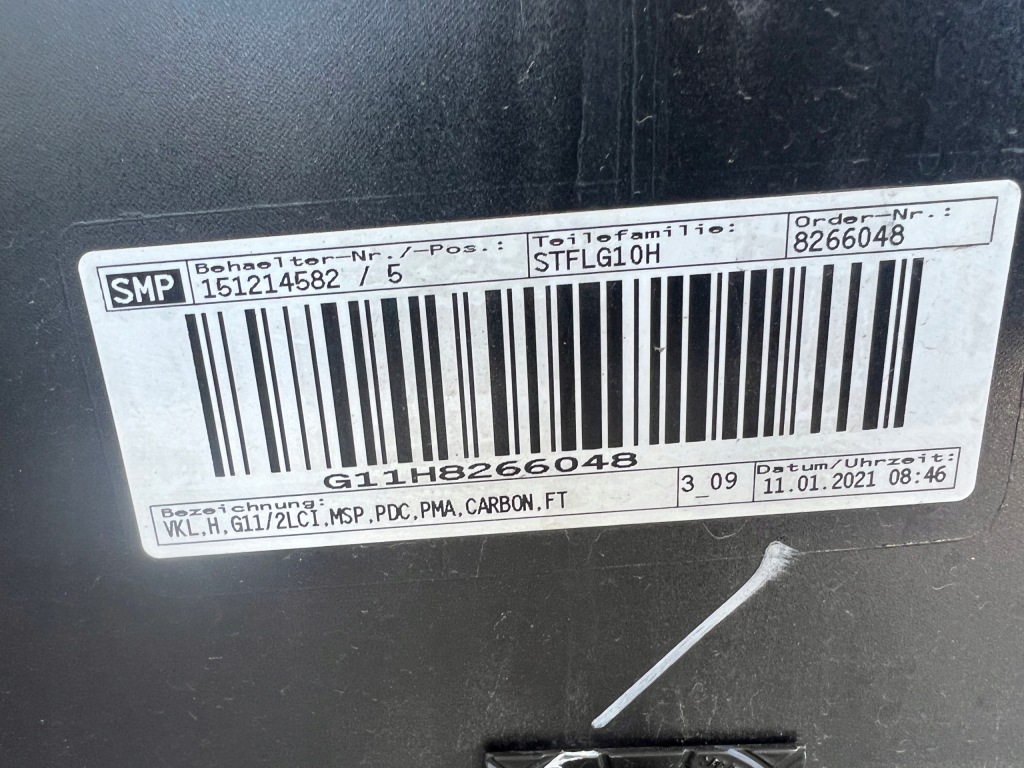 SMP
Behaelter-Nr./-Pos.:
151214582 / 5
Teilefamilie:
STFLG10H
Order-Nr.:
8266048
G11H8266048
Bezeichnung:
VKL,H,G11/2LCI,MSP,PDC,PMA,CARBON,FT
3_09
Datum/Uhrzeit:
11.01.2021 08:46